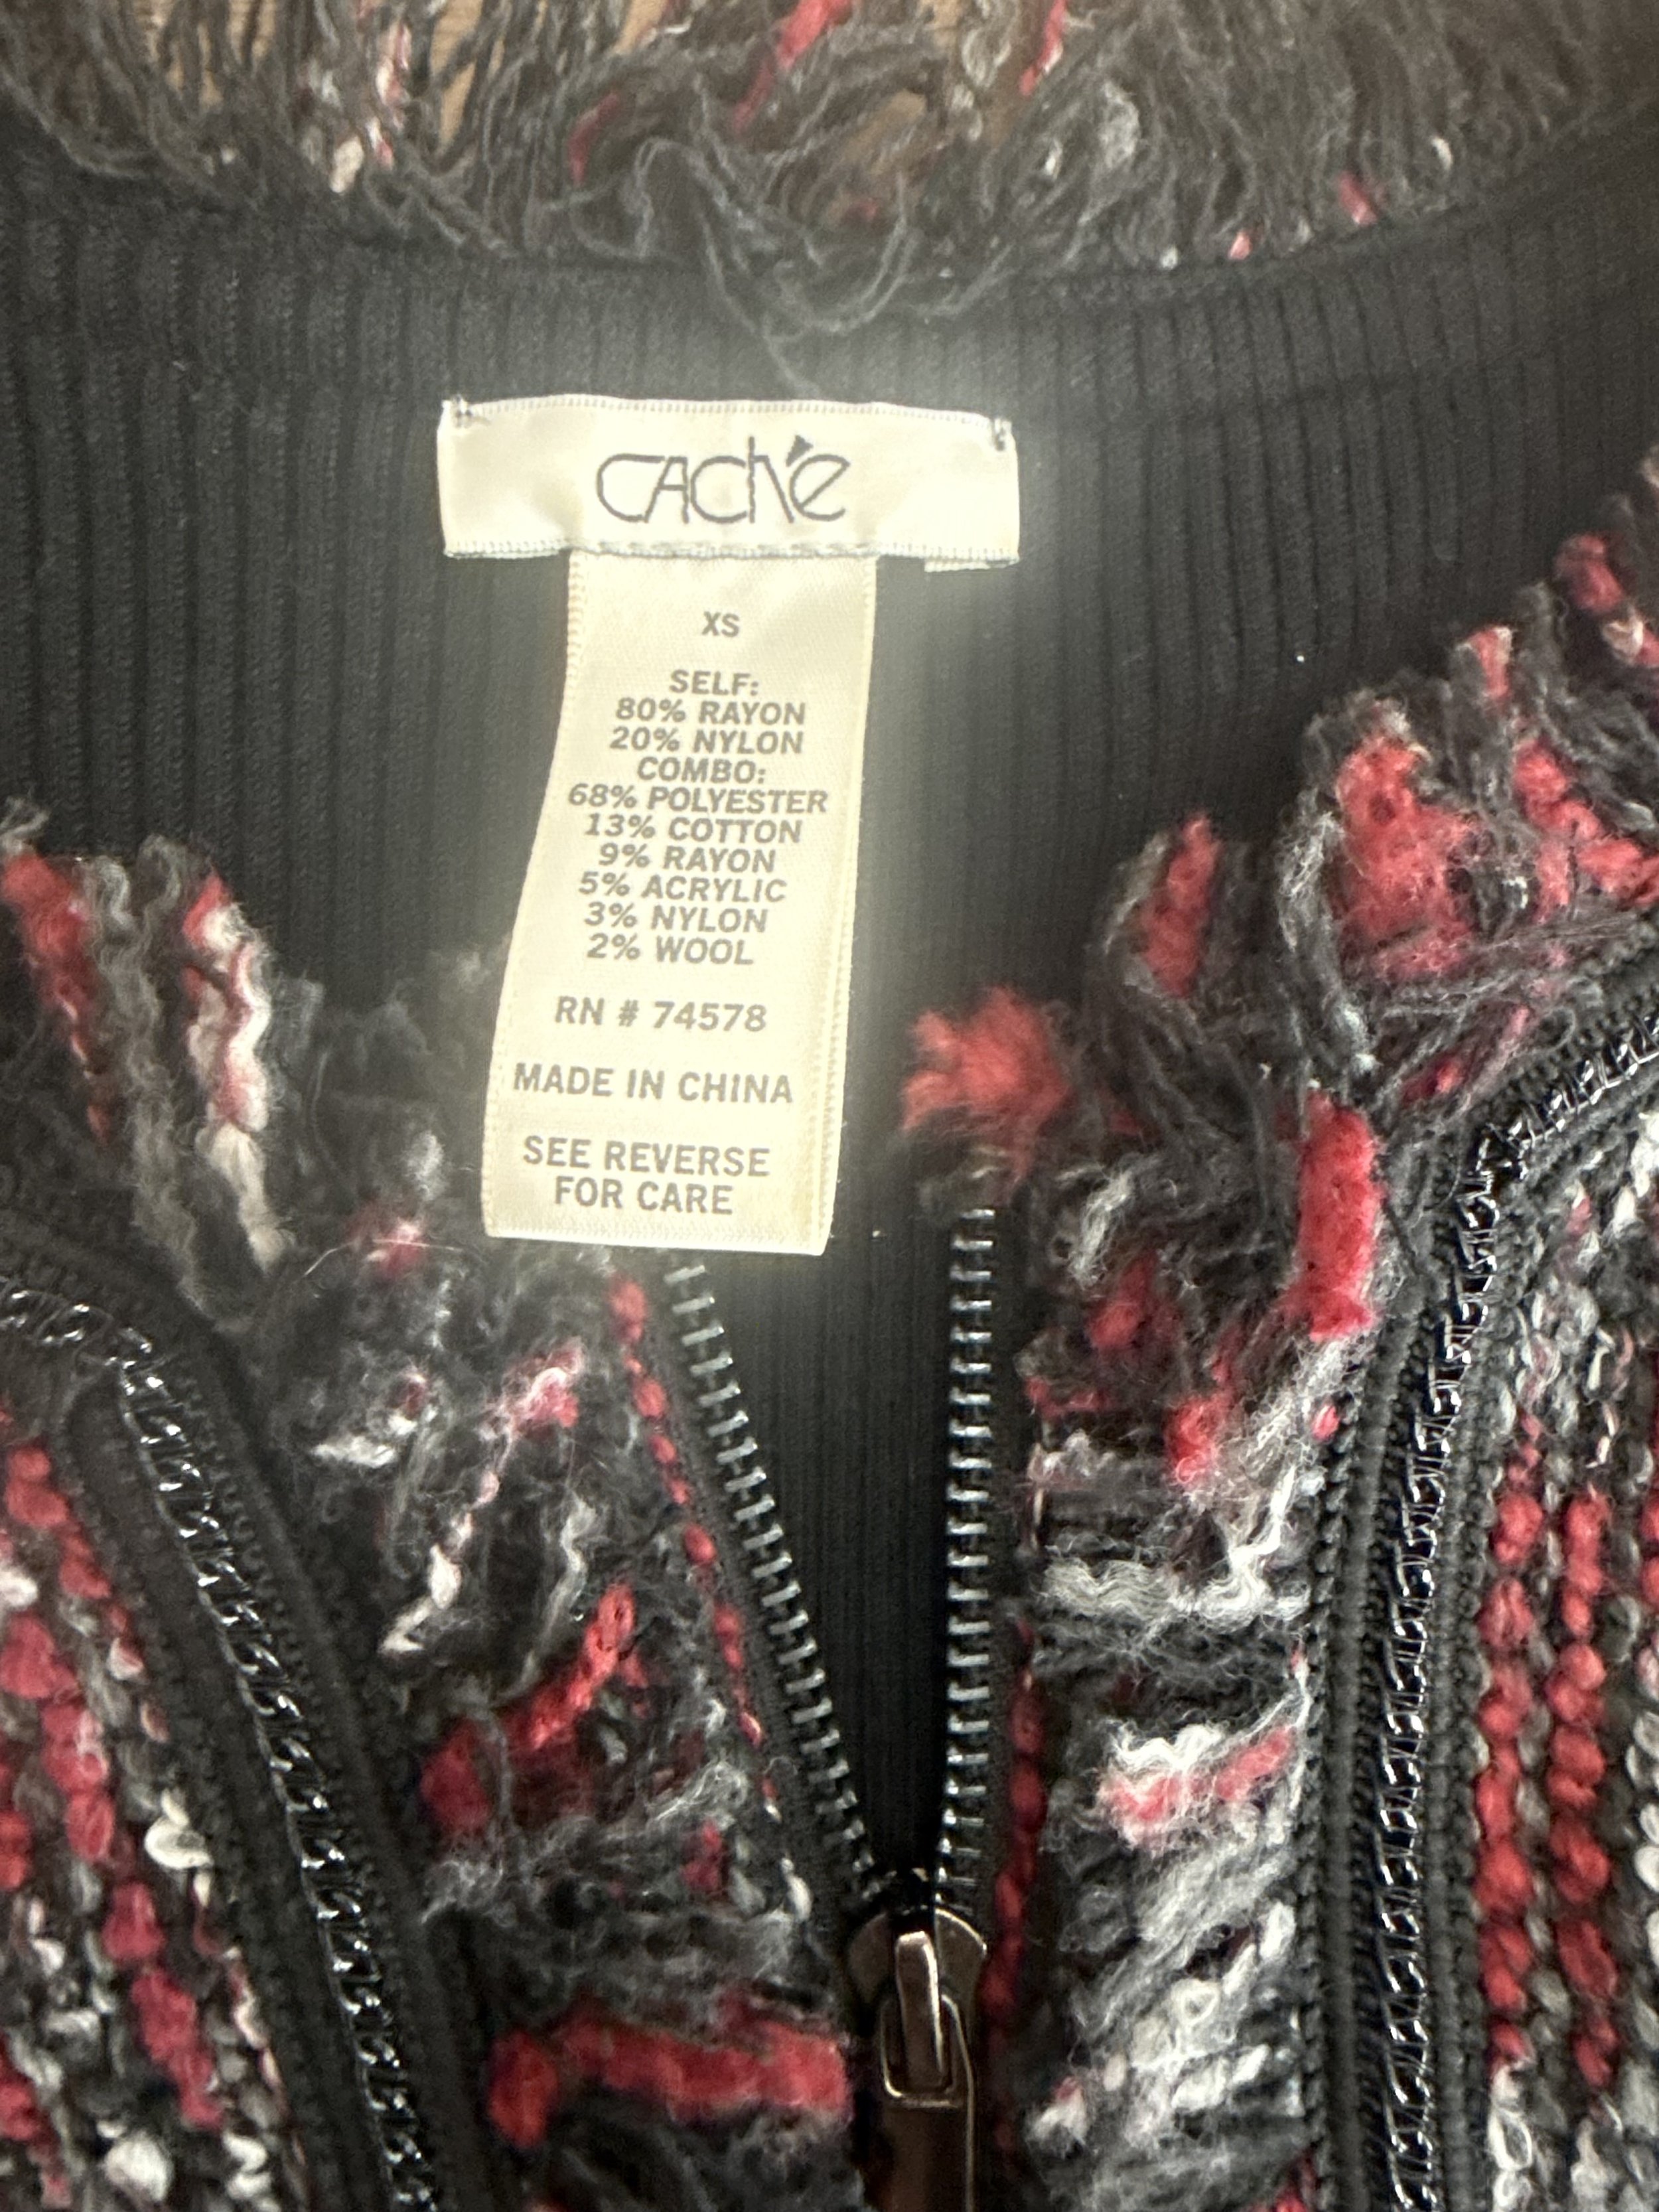 caché
XS
SELF:
80% RAYON
20% NYLON
COMBO:
68% POLYESTER
13% COTTON
9% RAYON
5% ACRYLIC
3% NYLON
2% WOOL
RN # 74578
MADE IN CHINA
SEE REVERSE
FOR CARE